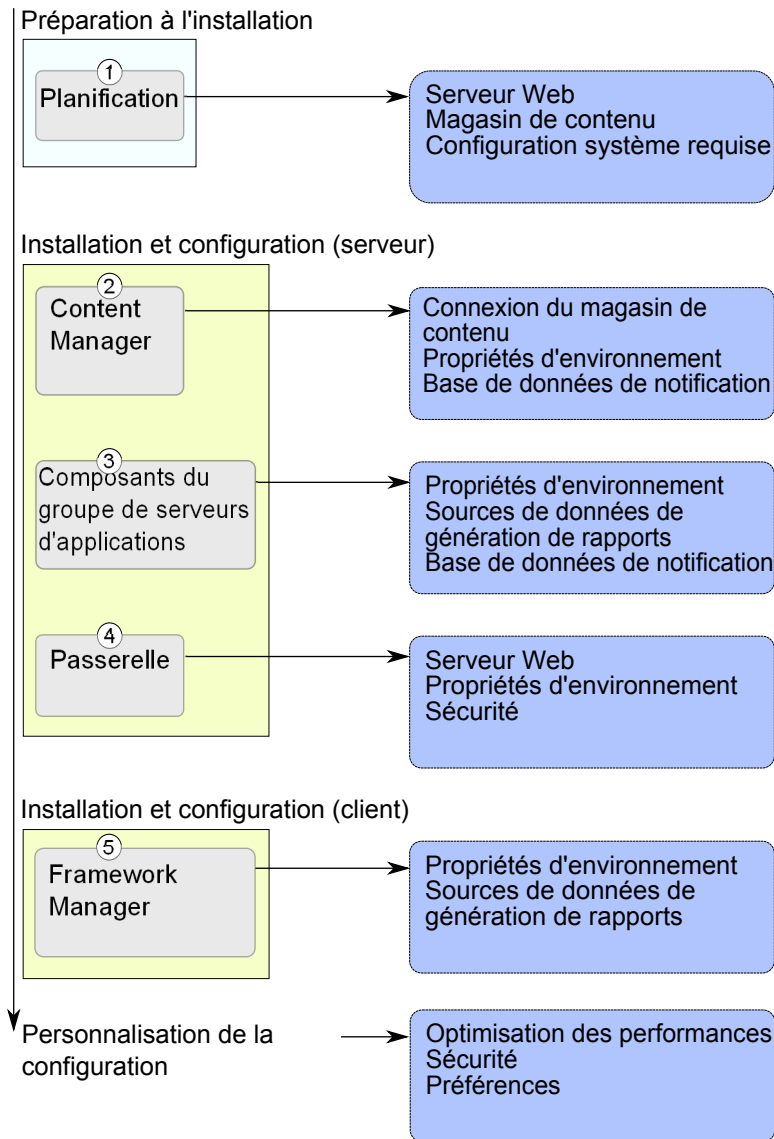 Préparation à l'installation
1
Planification
Serveur Web
Magasin de contenu
Configuration système requise
Installation et configuration (serveur)
2
Content
Manager
Connexion du magasin de
contenu
Propriétés d'environnement
Base de données de notification
3
Composants du
groupe de serveurs
d'applications
Propriétés d'environnement
Sources de données de
génération de rapports
Base de données de notification
4
Passerelle
Serveur Web
Propriétés d'environnement
Sécurité
Installation et configuration (client)
5
Framework
Manager
Propriétés d'environnement
Sources de données de
génération de rapports
Personnalisation de la
configuration
Optimisation des performances
Sécurité
Préférences